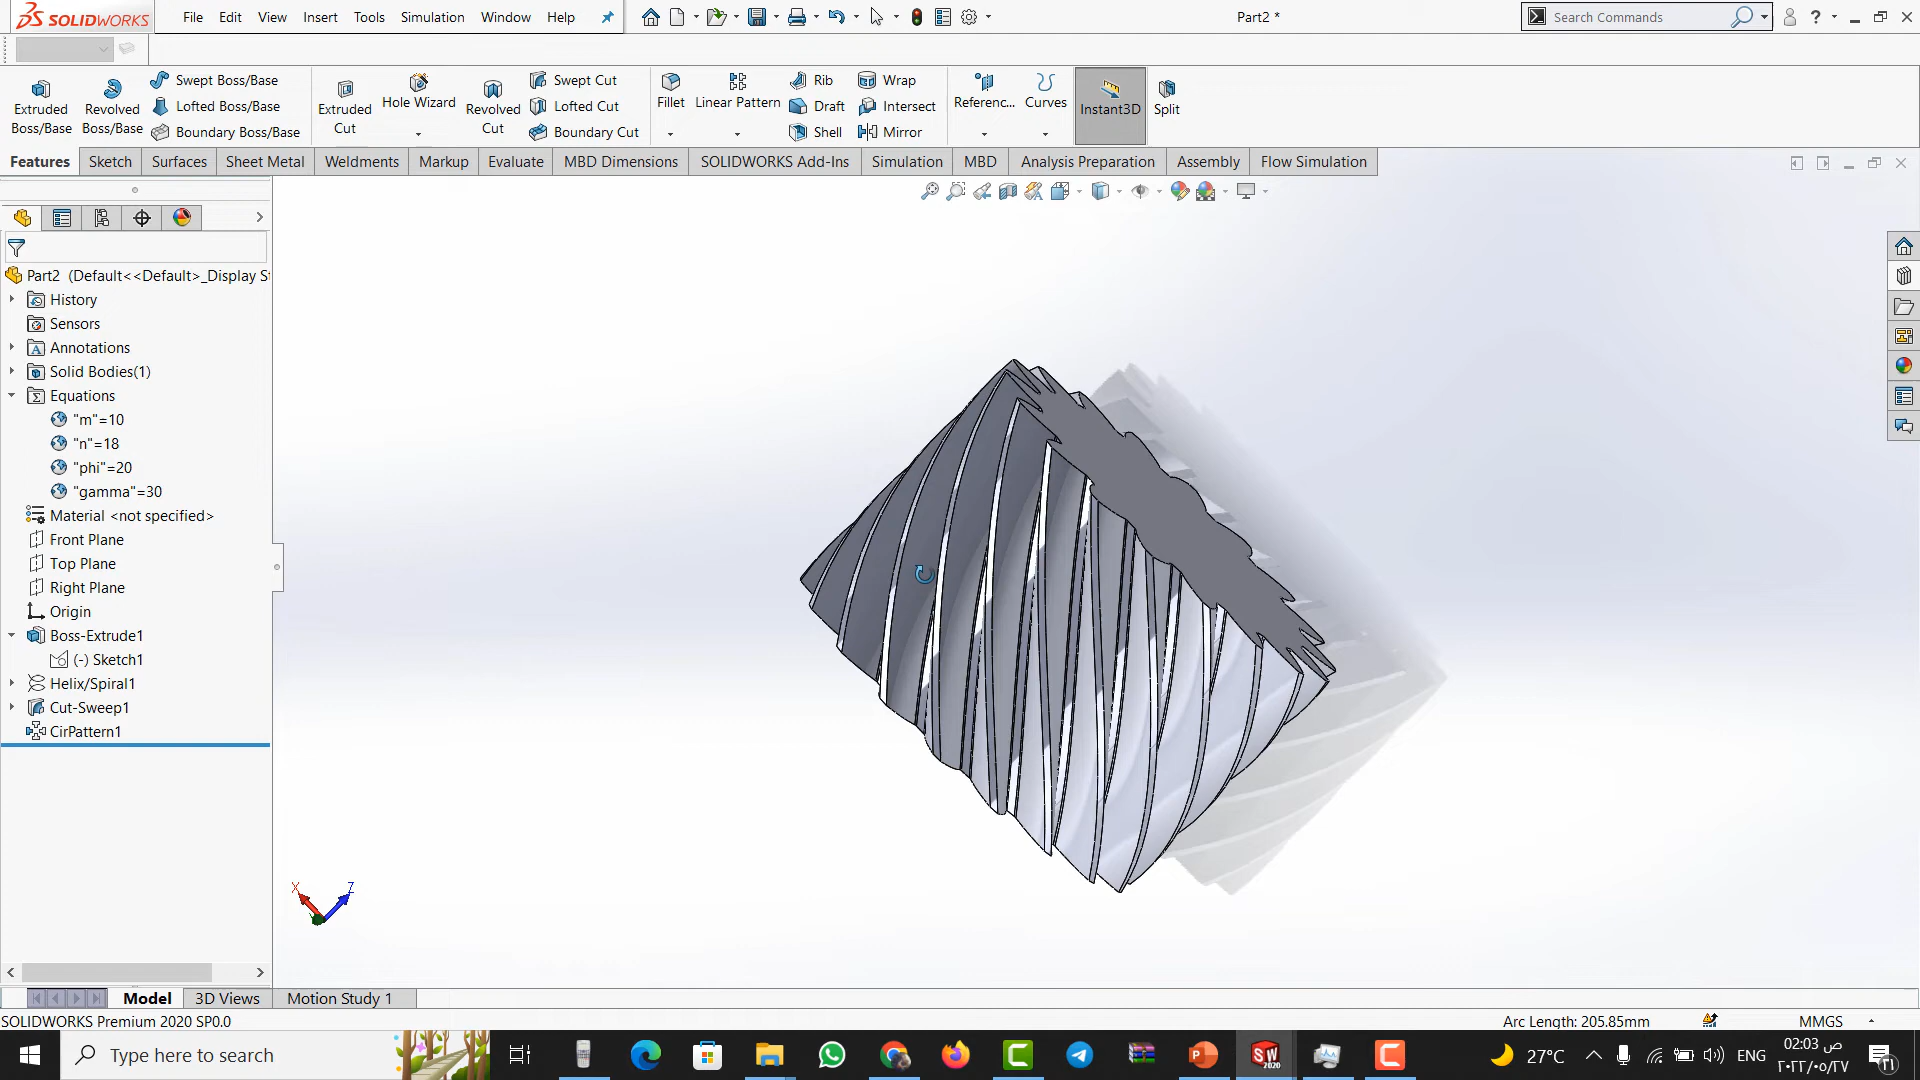 SOLIDWORKS
File Edit View Insert Tools Simulation Window Help
Part2 *
Search Commands
Extruded Boss/Base
Revolved Boss/Base
Swept Boss/Base
Lofted Boss/Base
Boundary Boss/Base
Extruded Cut
Hole Wizard
Revolved Cut
Swept Cut
Lofted Cut
Boundary Cut
Fillet
Linear Pattern
Rib
Draft
Shell
Wrap
Intersect
Mirror
Referenc...
Curves
Instant3D
Split
Features Sketch Surfaces Sheet Metal Weldments Markup Evaluate MBD Dimensions SOLIDWORKS Add-Ins Simulation MBD Analysis Preparation Assembly Flow Simulation
Part2 (Default<<Default>_Display S
History
Sensors
Annotations
Solid Bodies(1)
Equations
"m"=10
"n"=18
"phi"=20
"gamma"=30
Material <not specified>
Front Plane
Top Plane
Right Plane
Origin
Boss-Extrude1
(-) Sketch1
Helix/Spiral1
Cut-Sweep1
CirPattern1
X
Z
Model 3D Views Motion Study 1
SOLIDWORKS Premium 2020 SP0.0
Arc Length: 205.85mm
MMGS
Type here to search
SW
2020
27°C
ENG
02:03 ص
٢٠٢٢/٠٥/٢٧
٢١